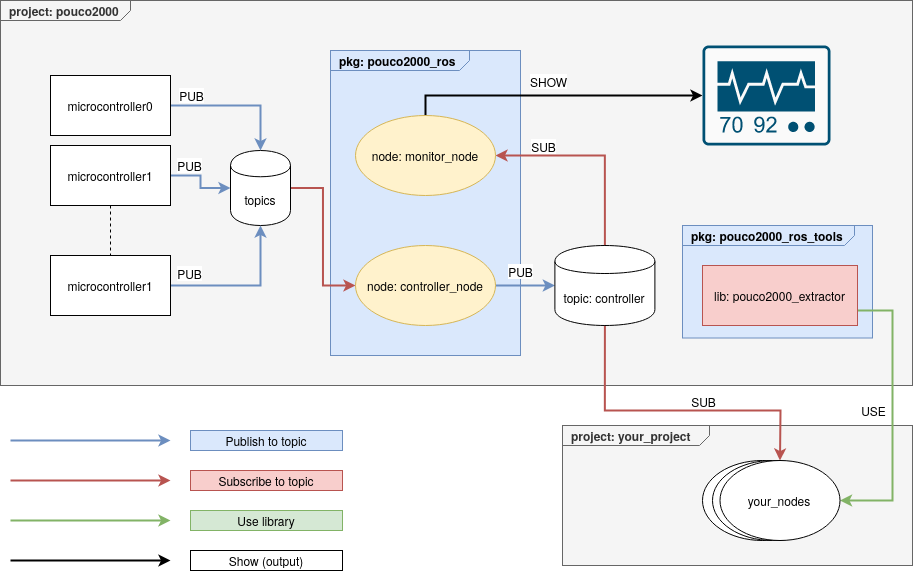 project: pouco2000
pkg: pouco2000_ros
microcontroller0
PUB
SHOW
70 92
microcontroller1
PUB
topics
node: monitor_node
SUB
microcontroller1
PUB
node: controller_node
PUB
topic: controller
pkg: pouco2000_ros_tools
lib: pouco2000_extractor
SUB
USE
project: your_project
your_nodes
Publish to topic
Subscribe to topic
Use library
Show (output)